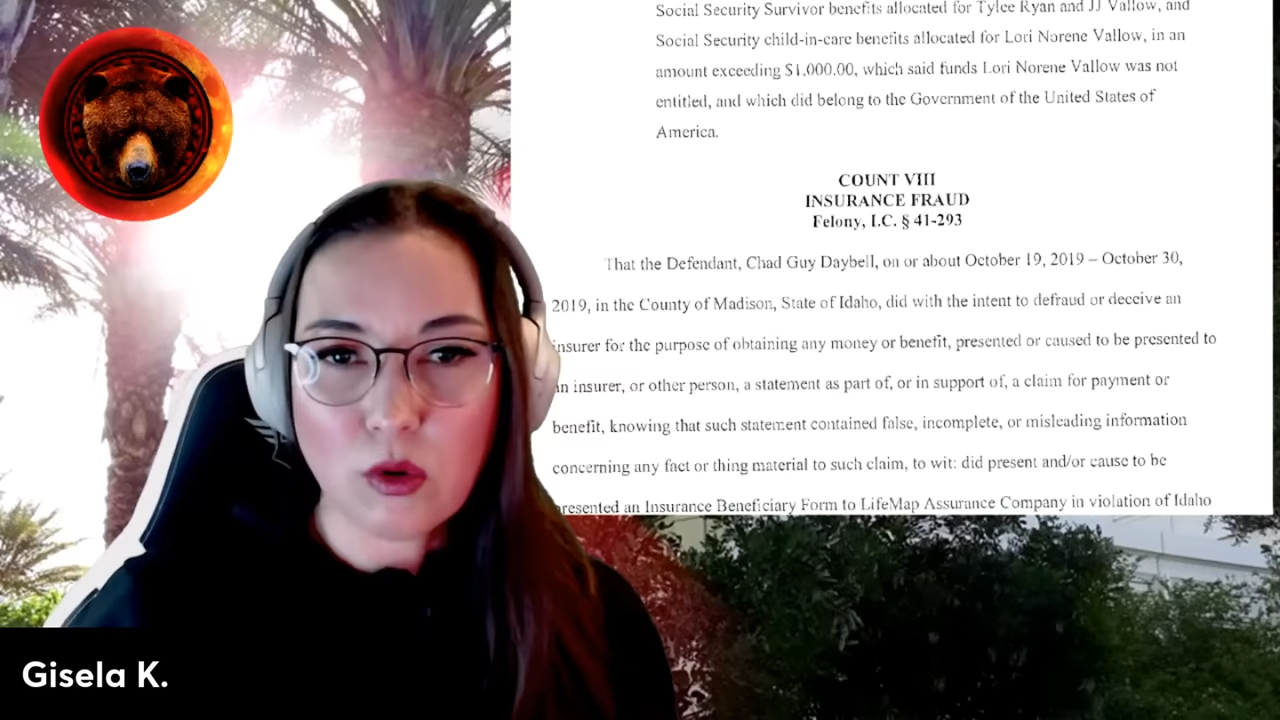 Social Security Survivor benefits allocated for Tylee Ryan and JJ Vallow, and
Social Security child-in-care benefits allocated for Lori Norene Vallow, in an
amount exceeding $1,000.00, which said funds Lori Norene Vallow was not
entitled, and which did belong to the Government of the United States of
America.
COUNT VIII
INSURANCE FRAUD
Felony, I.C. § 41-293
That the Defendant, Chad Guy Daybell, on or about October 19, 2019 – October 30,
2019, in the County of Madison, State of Idaho, did with the intent to defraud or deceive an
insurer for the purpose of obtaining any money or benefit, presented or caused to be presented to
an insurer, or other person, a statement as part of, or in support of, a claim for payment or
benefit, knowing that such statement contained false, incomplete, or misleading information
concerning any fact or thing material to such claim, to wit: did present and/or cause to be
presented an Insurance Beneficiary Form to LifeMap Assurance Company in violation of Idaho
Gisela K.